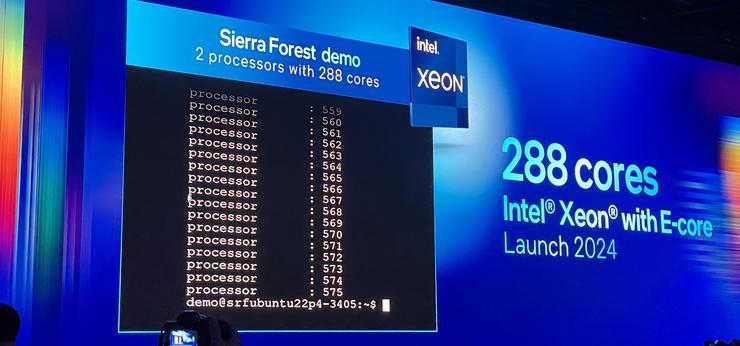 Sierra Forest demo
2 processors with 288 cores
intel.
xeon
processor
processor : 559
processor : 560
processor : 561
processor : 562
processor : 563
processor : 564
processor : 565
processor : 566
processor : 567
processor : 568
processor : 569
processor : 570
processor : 571
processor : 572
processor : 573
processor : 574
processor : 575
demo@srfubuntu22p4-3405:~$
288 cores
Intel® Xeon® with E-core
Launch 2024